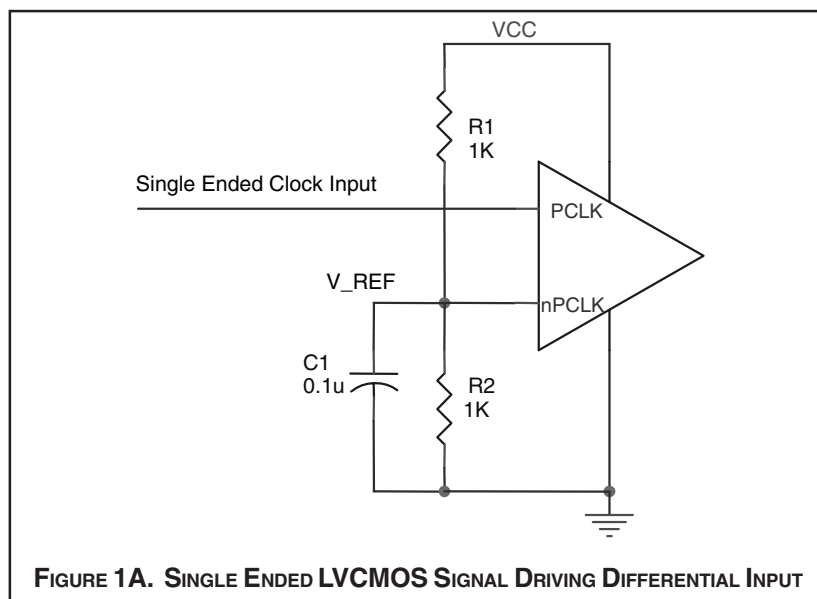 VCC
R1
1K
Single Ended Clock Input
PCLK
V_REF
nPCLK
C1
0.1u
R2
1K
FIGURE 1A. SINGLE ENDED LVCMOS SIGNAL DRIVING DIFFERENTIAL INPUT